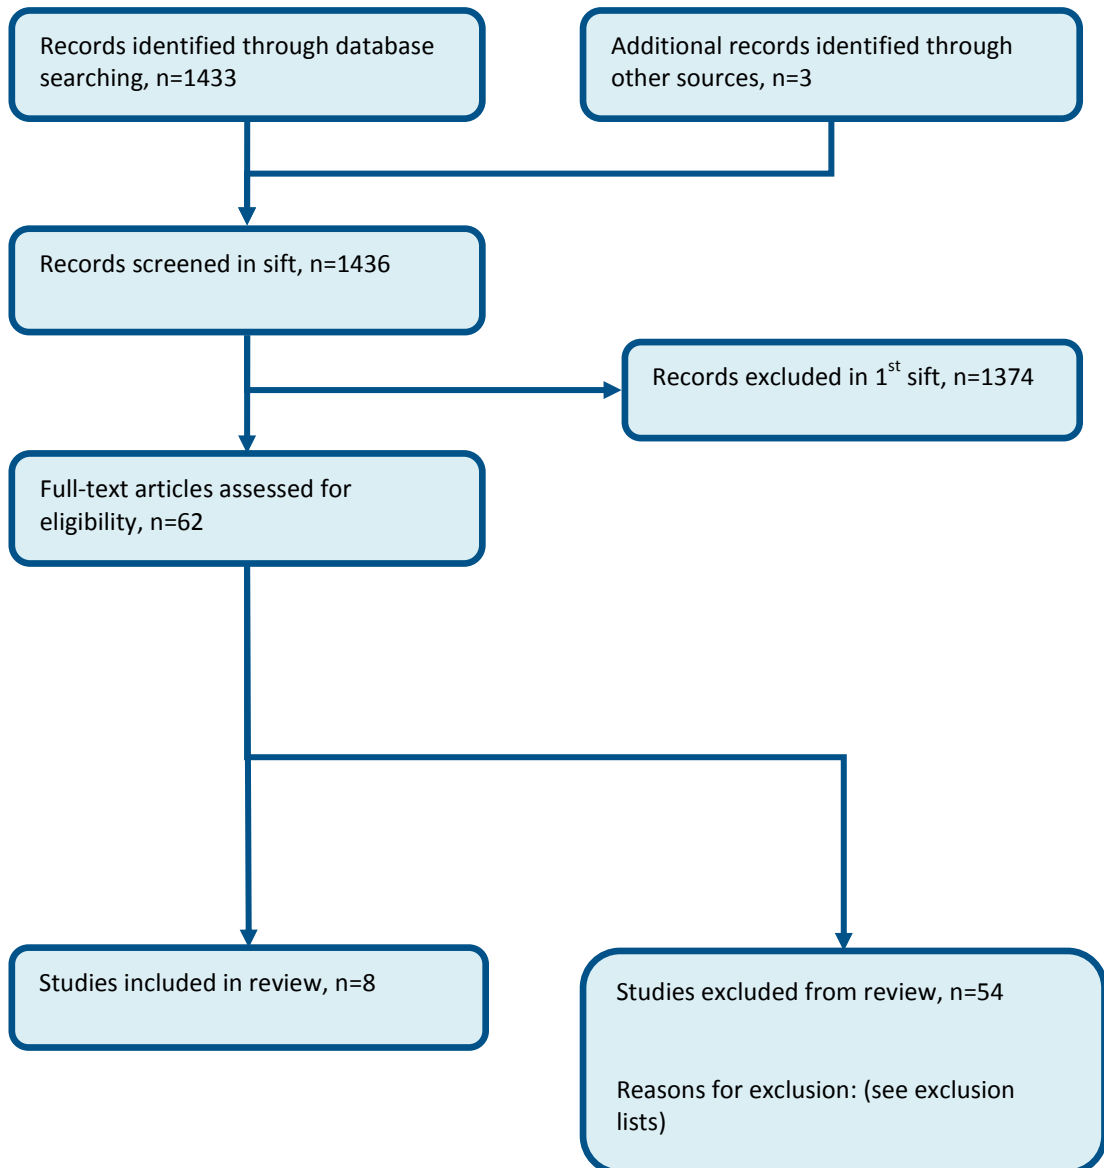 Records identified through database
searching, n=1433
Additional records identified through
other sources, n=3
Records screened in sift, n=1436
Records excluded in 1st sift, n=1374
Full-text articles assessed for
eligibility, n=62
Studies included in review, n=8
Studies excluded from review, n=54
Reasons for exclusion: (see exclusion
lists)